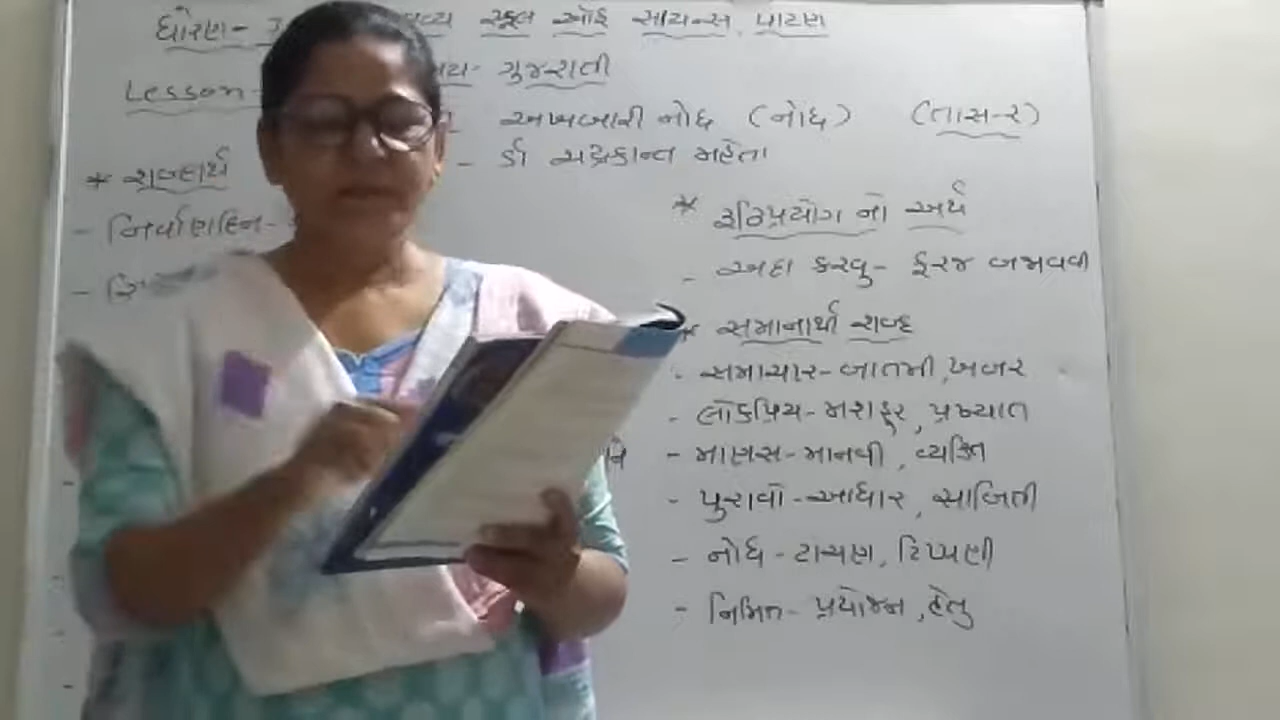 ધોરણ- વ્ય સ્કૂલ ઓફ સાયન્સ, પાટણ
Lesson- ગુજરાતી
અખબારી નોધ (નોંધ) (તાસ-૨)
- ડૉ ચંદ્રકાન્ત મહેતા
* શબ્દાર્થ
- નિર્વાણદિન-
* રૂઢિપ્રયોગ નો અર્થ
- અદા કરવુ- ફરજ બજાવવી
* સમાનાર્થી શબ્દ
- સમાચાર- બાતમી, ખબર
- લોકપ્રિય- મશહૂર, પ્રખ્યાત
- માણસ- માનવી, વ્યક્તિ
- પુરાવો- આધાર, સાબિતી
- નોધ- ટાચણ, ટિપ્પણી
- નિમિત્ત- પ્રયોજન, હેતુ